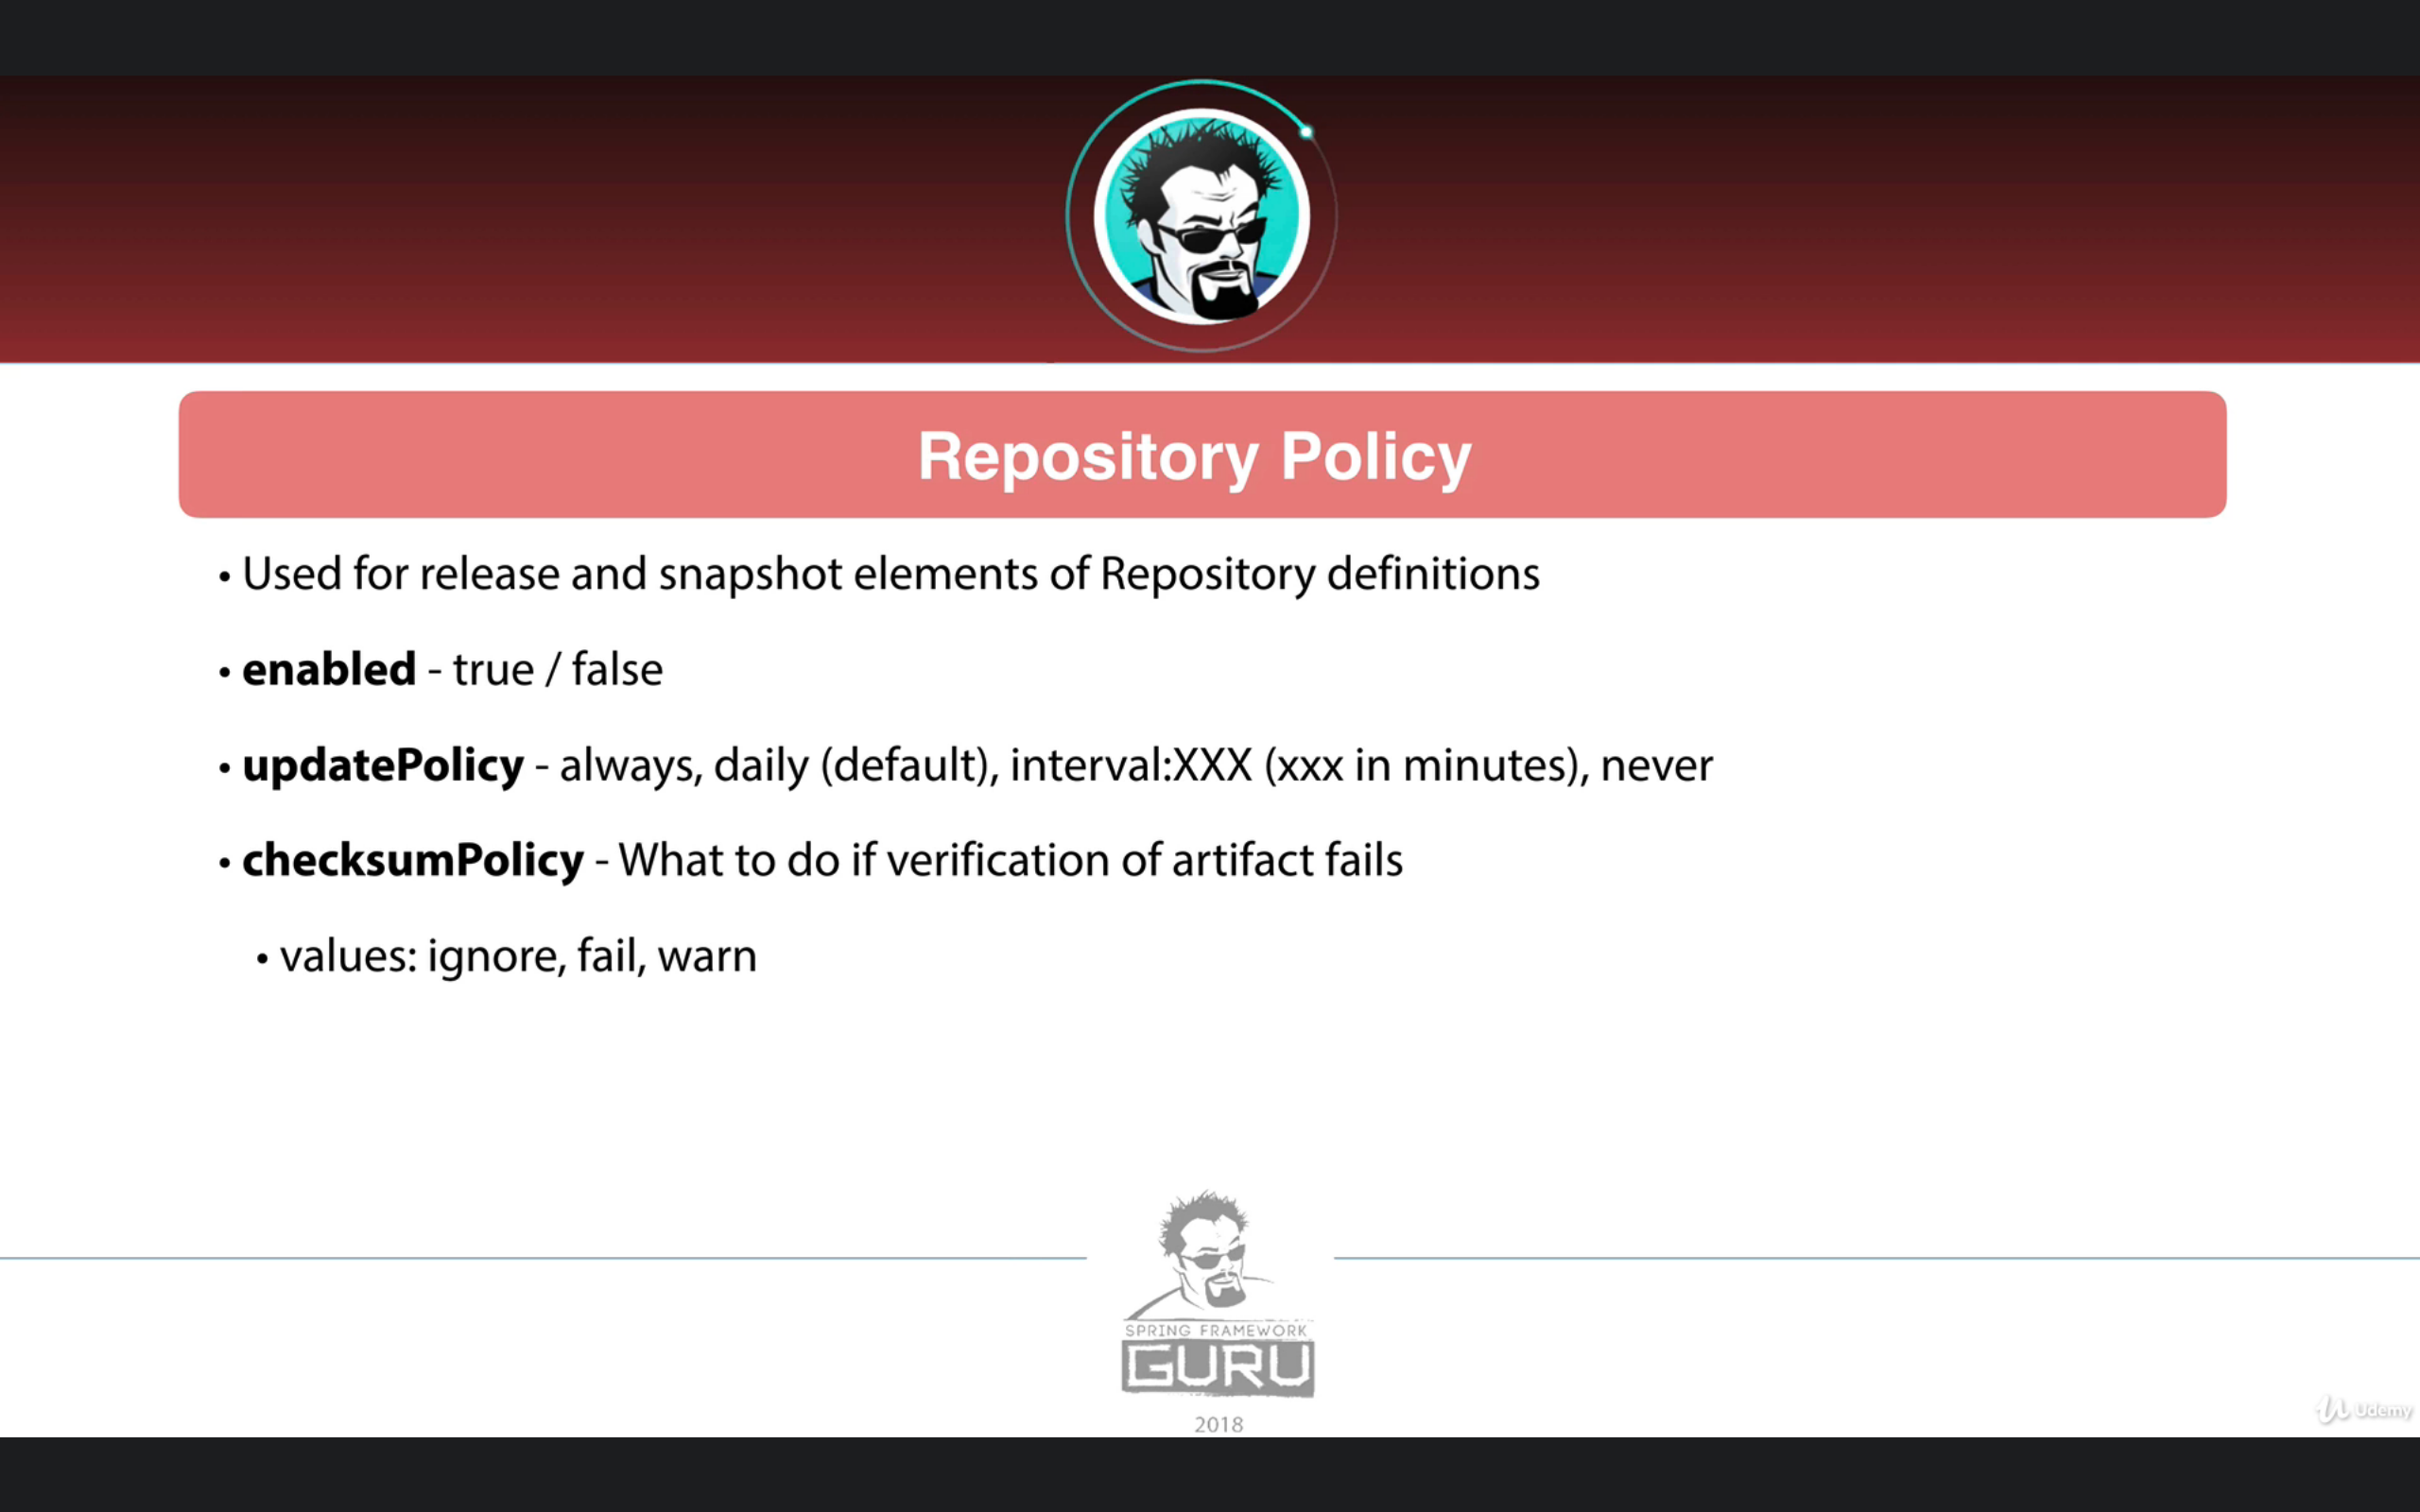 Repository Policy
• Used for release and snapshot elements of Repository definitions
• enabled - true / false
• updatePolicy - always, daily (default), interval:XXX (xxx in minutes), never
• checksumPolicy - What to do if verification of artifact fails
• values: ignore, fail, warn
SPRING FRAMEWORK
GURU
2018
Udemy